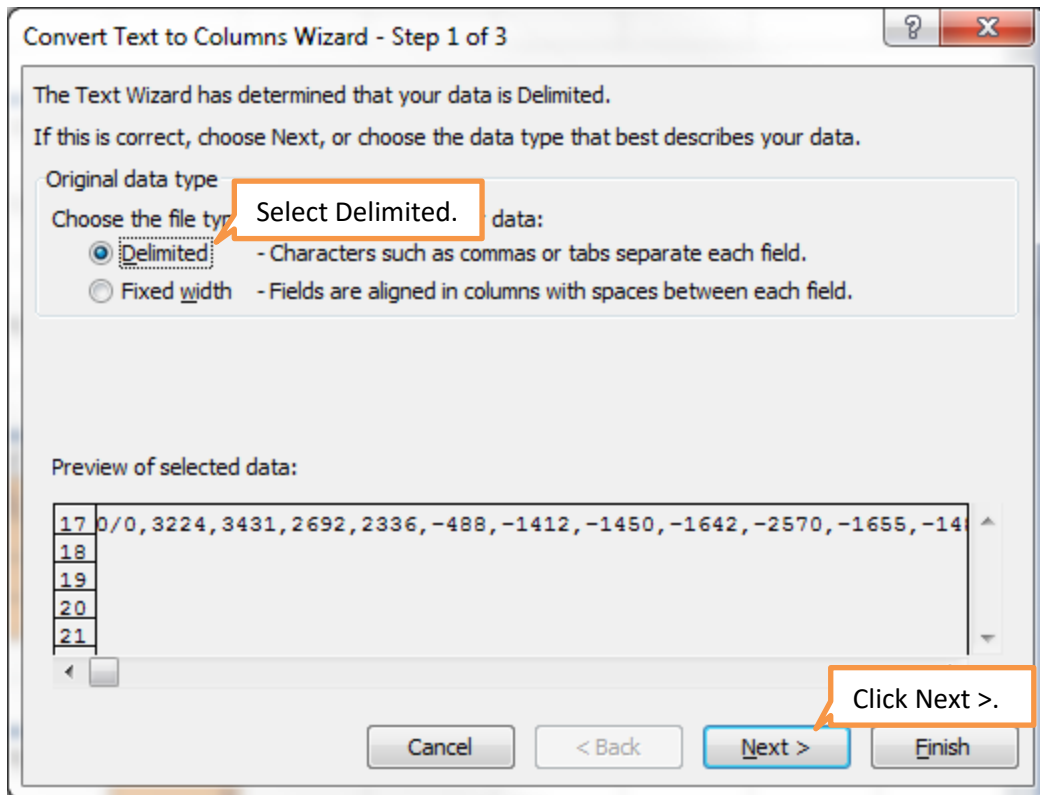 Convert Text to Columns Wizard - Step 1 of 3
The Text Wizard has determined that your data is Delimited.
If this is correct, choose Next, or choose the data type that best describes your data.
Original data type
Select Delimited.
Choose the file typ data:
Delimited - Characters such as commas or tabs separate each field.
Fixed width - Fields are aligned in columns with spaces between each field.
Preview of selected data:
17 0/0,3224,3431,2692,2336,-488,-1412,-1450,-1642,-2570,-1655,-14
18
19
20
21
Click Next >.
Cancel < Back Next > Finish